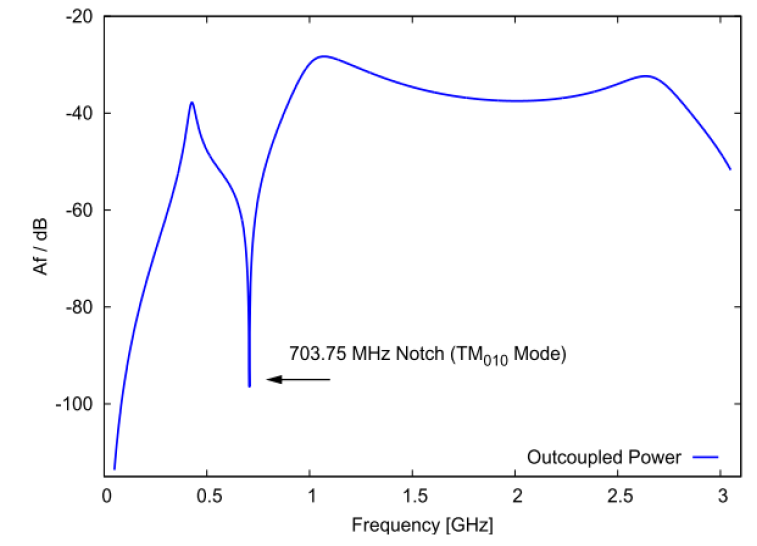 -20
-40
-60
-80
-100
Af / dB
703.75 MHz Notch (TM010 Mode)
Outcoupled Power
0 0.5 1 1.5 2 2.5 3
Frequency [GHz]